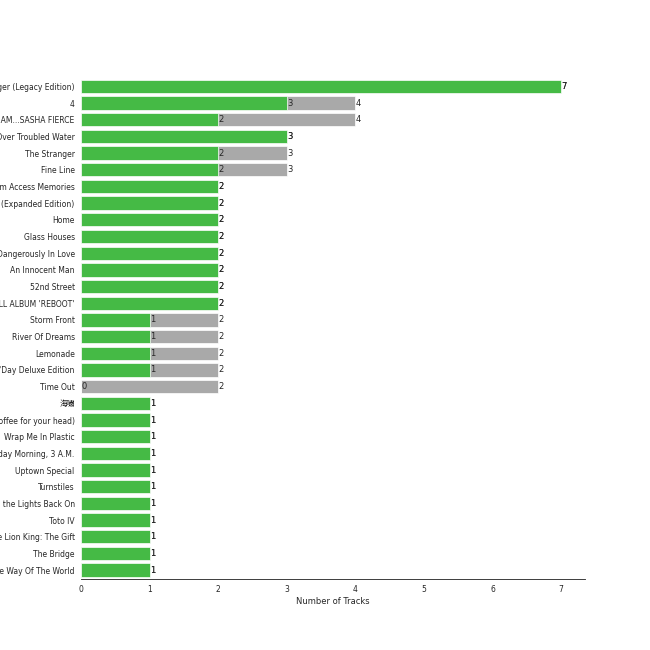 ger (Legacy Edition) 7
4 3 4
AM...SASHA FIERCE 2 4
Over Troubled Water 3
The Stranger 2 3
Fine Line 2 3
m Access Memories 2
(Expanded Edition) 2
Home 2
Glass Houses 2
Dangerously In Love 2
An Innocent Man 2
52nd Street 2
LL ALBUM 'REBOOT' 2
Storm Front 1 2
River Of Dreams 1 2
Lemonade 1 2
'Day Deluxe Edition 1 2
Time Out 0 2
1
offee for your head) 1
Wrap Me In Plastic 1
day Morning, 3 A.M. 1
Uptown Special 1
Turnstiles 1
the Lights Back On 1
Toto IV 1
e Lion King: The Gift 1
The Bridge 1
e Way Of The World 1
0 1 2 3 4 5 6 7
Number of Tracks